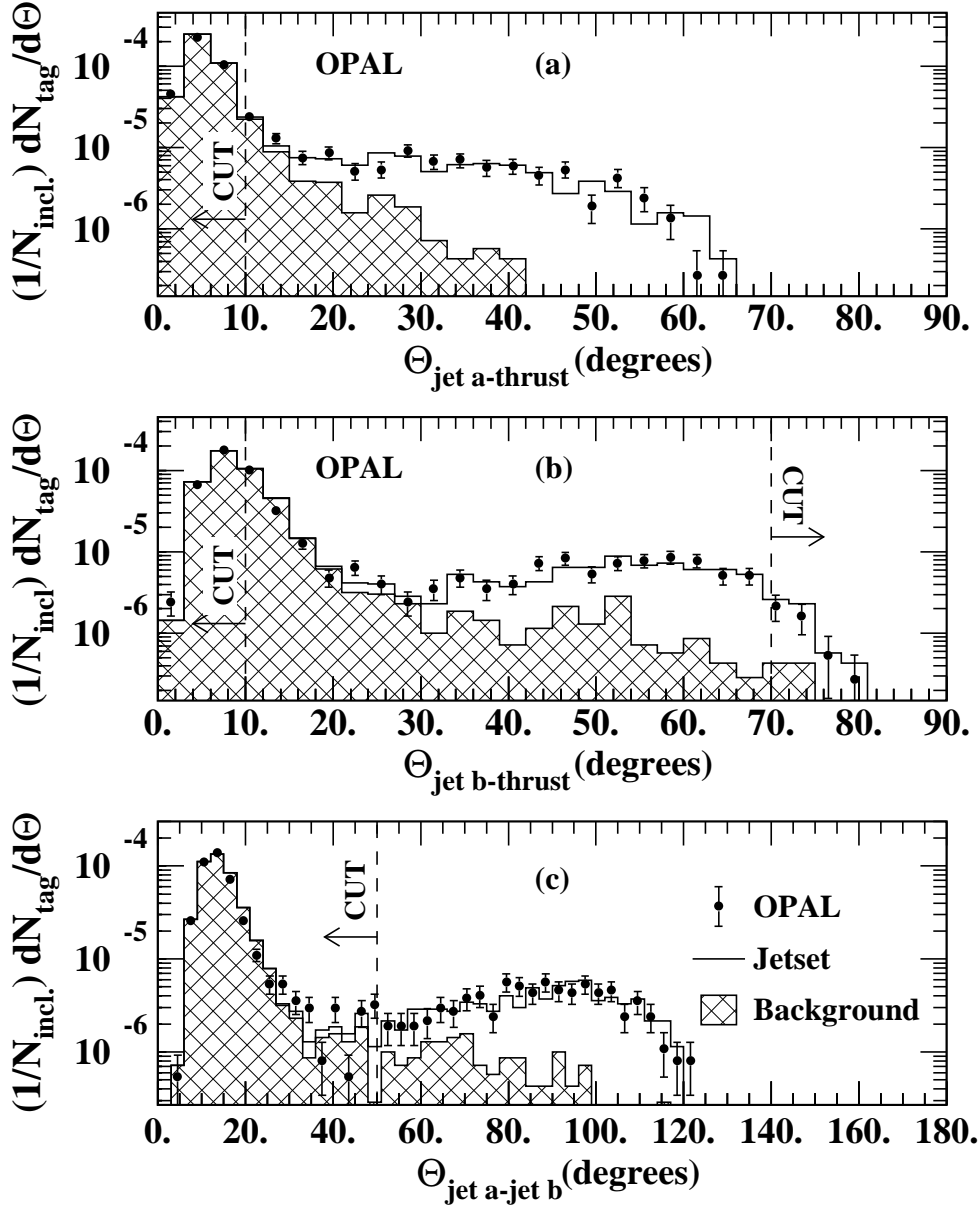 (1/N_incl.) dN_tag/dΘ
10^-4
10^-5
10^-6
OPAL
(a)
CUT
0. 10. 20. 30. 40. 50. 60. 70. 80. 90.
Θ_jet a-thrust (degrees)
(1/N_incl) dN_tag/dΘ
10^-4
10^-5
10^-6
OPAL
(b)
CUT
CUT
0. 10. 20. 30. 40. 50. 60. 70. 80. 90.
Θ_jet b-thrust (degrees)
(1/N_incl.) dN_tag/dΘ
10^-4
10^-5
10^-6
CUT
(c)
OPAL
Jetset
Background
0. 20. 40. 60. 80. 100. 120. 140. 160. 180.
Θ_jet a-jet b (degrees)